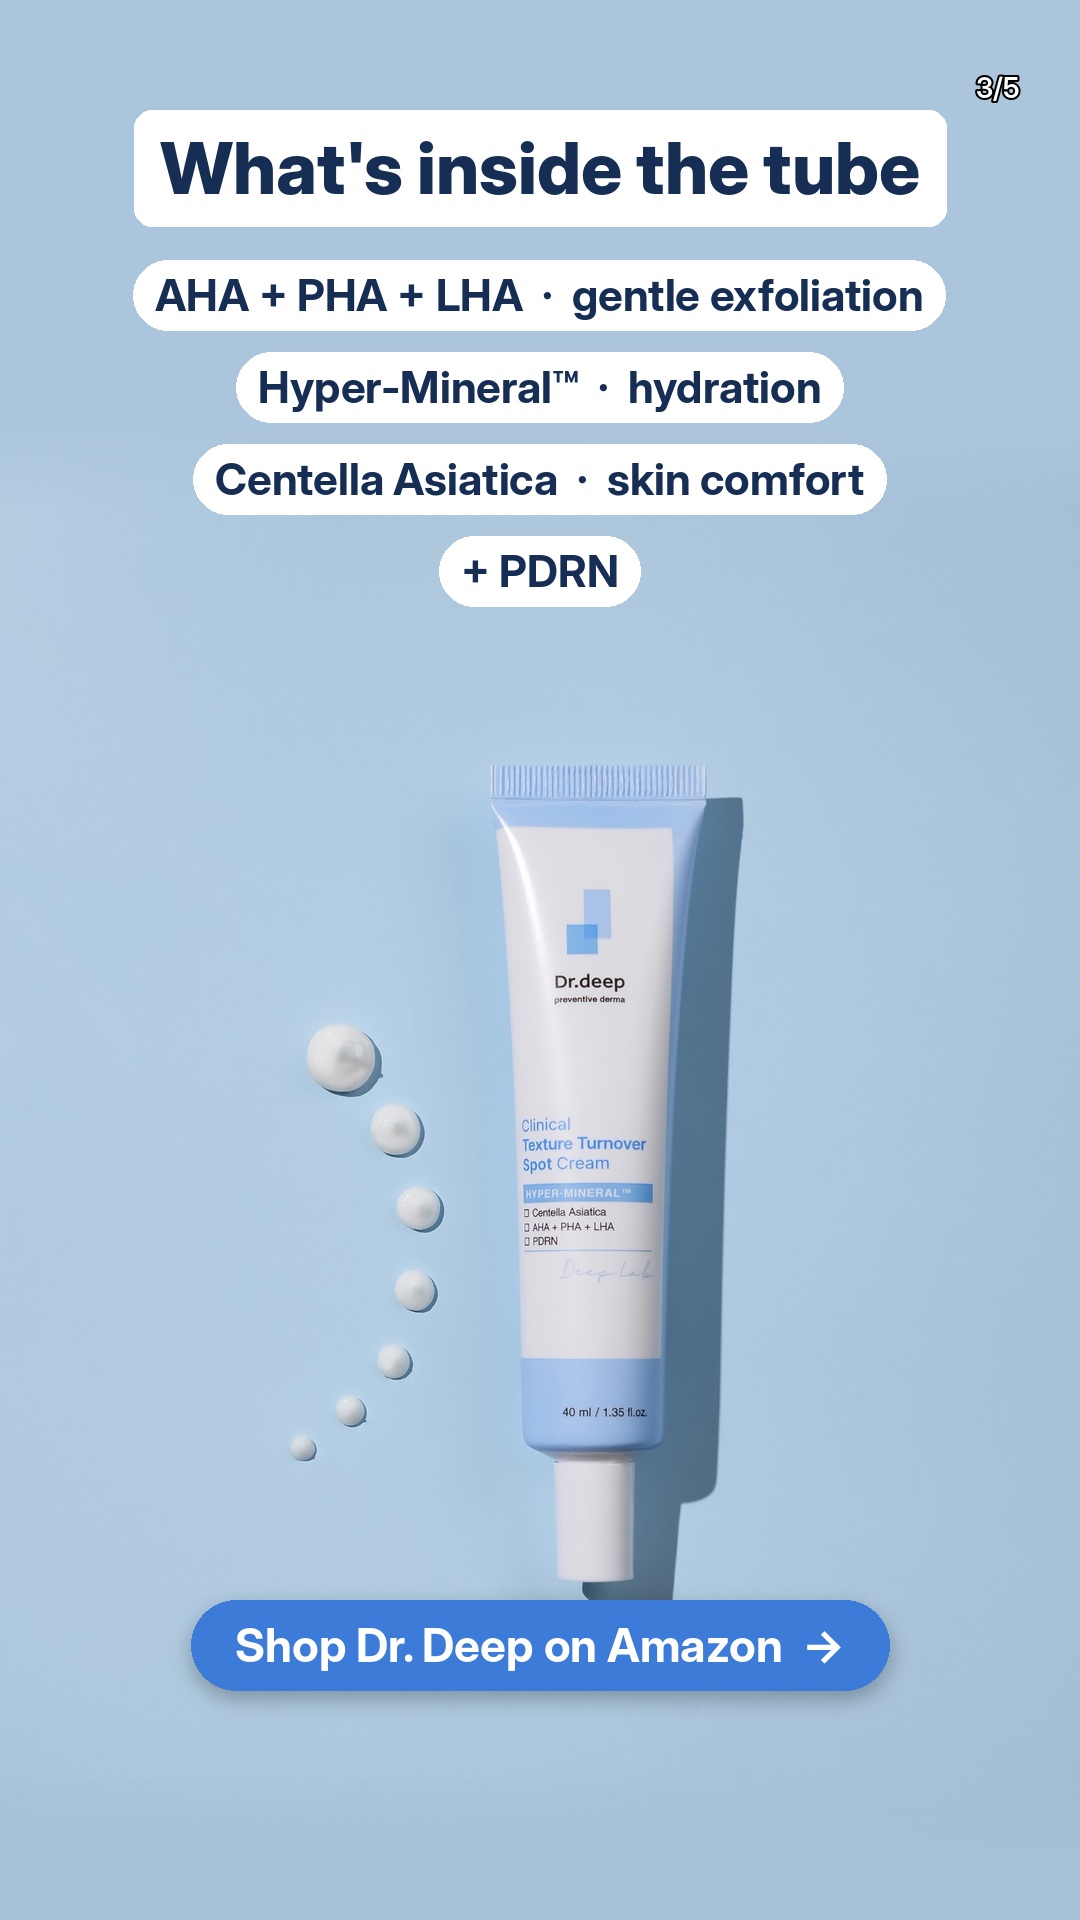 3/5
What's inside the tube
AHA + PHA + LHA · gentle exfoliation
Hyper-Mineral™ · hydration
Centella Asiatica · skin comfort
+ PDRN
Dr.deep
preventive derma
Clinical
Texture Turnover
Spot Cream
HYPER-MINERAL™
Centella Asiatica
AHA + PHA + LHA
PDRN
Deep Lab
40 ml / 1.35 fl.oz.
Shop Dr. Deep on Amazon →